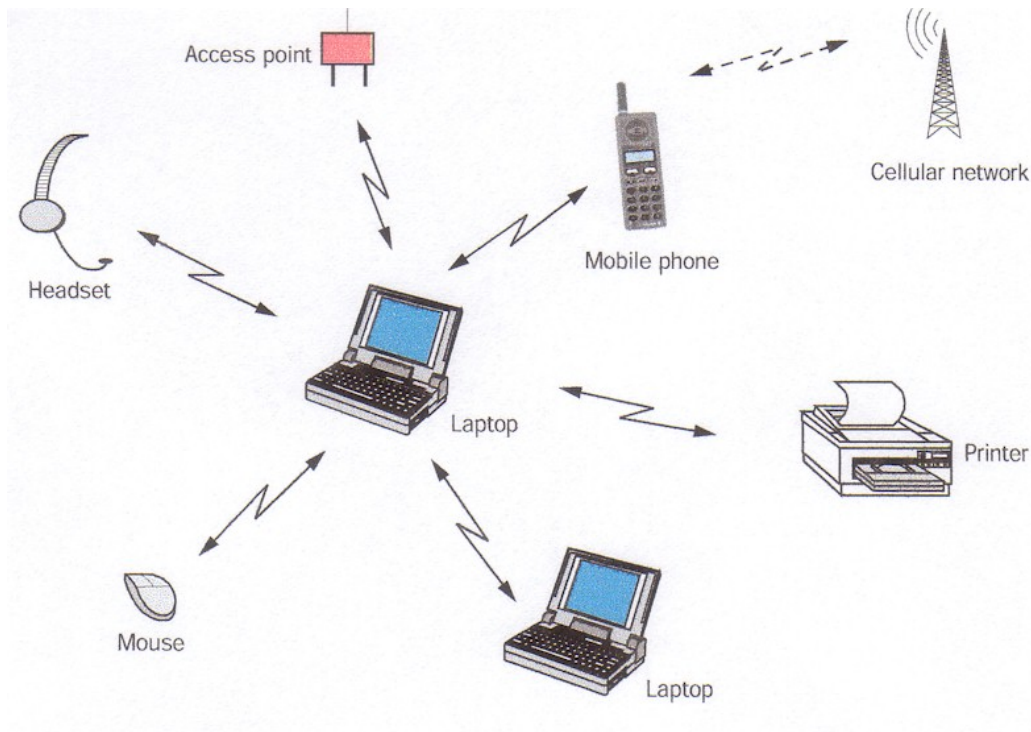 Access point
Cellular network
Mobile phone
Headset
Laptop
Printer
Mouse
Laptop